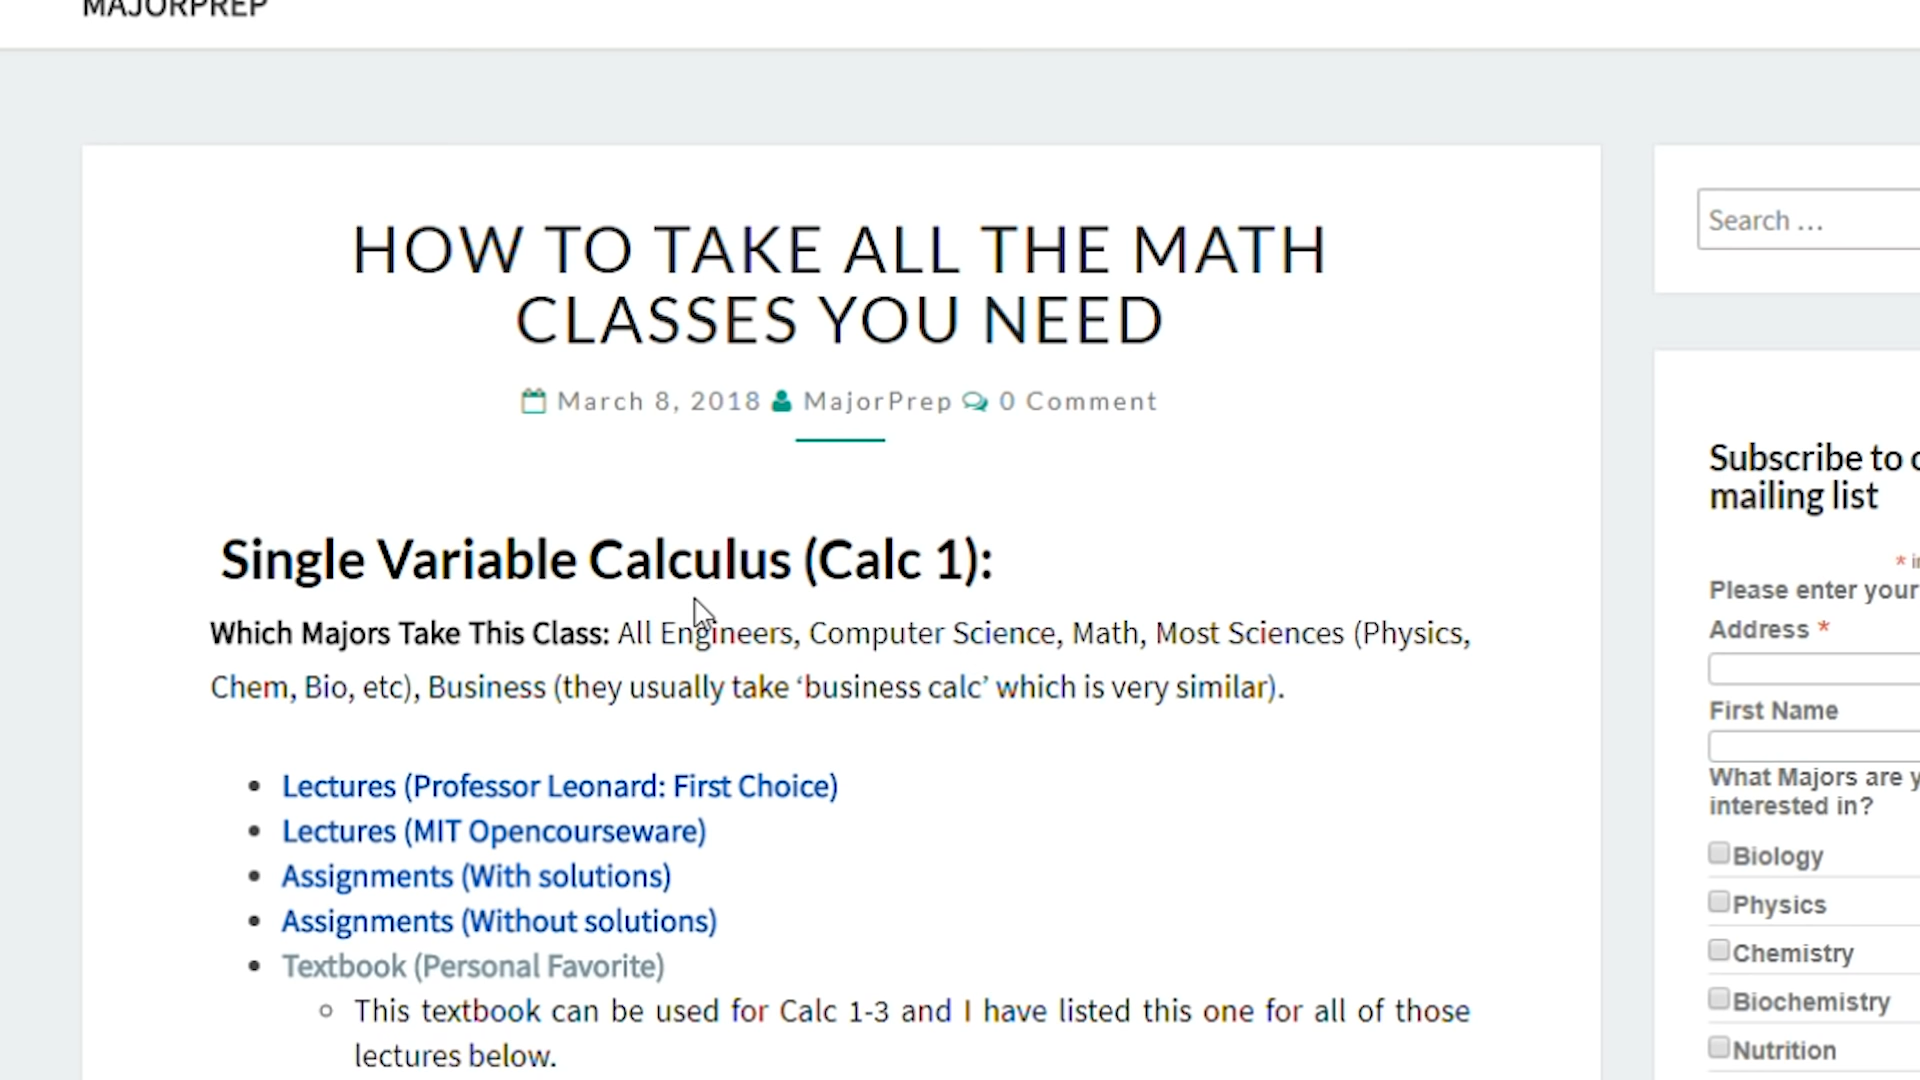 MAJORPREP
Search ...
HOW TO TAKE ALL THE MATH
CLASSES YOU NEED
March 8, 2018 MajorPrep 0 Comment
Single Variable Calculus (Calc 1):
Which Majors Take This Class: All Engineers, Computer Science, Math, Most Sciences (Physics,
Chem, Bio, etc), Business (they usually take ‘business calc’ which is very similar).
• Lectures (Professor Leonard: First Choice)
• Lectures (MIT Opencourseware)
• Assignments (With solutions)
• Assignments (Without solutions)
• Textbook (Personal Favorite)
◦ This textbook can be used for Calc 1-3 and I have listed this one for all of those
lectures below.
Subscribe to
mailing list
*
Please enter your
Address *
First Name
What Majors are
interested in?
Biology
Physics
Chemistry
Biochemistry
Nutrition